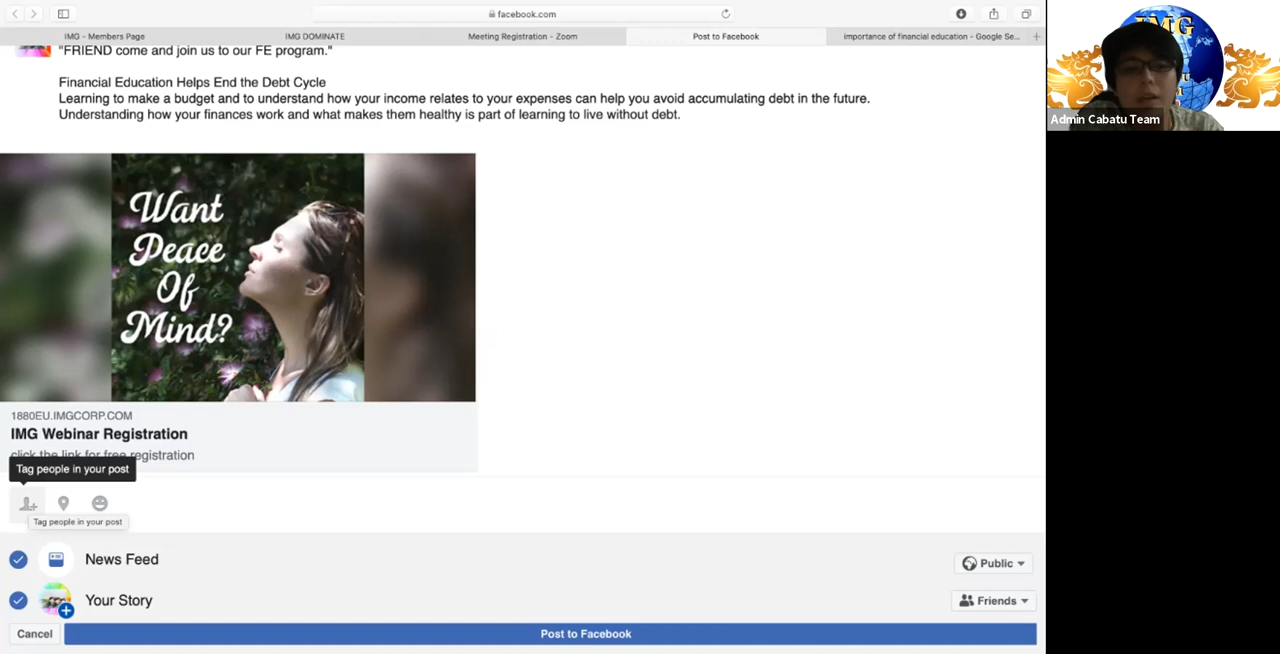 facebook.com
IMG - Members Page
IMG DOMINATE
Meeting Registration - Zoom
Post to Facebook
importance of financial education - Google Se...
"FRIEND come and join us to our FE program."
Financial Education Helps End the Debt Cycle
Learning to make a budget and to understand how your income relates to your expenses can help you avoid accumulating debt in the future.
Understanding how your finances work and what makes them healthy is part of learning to live without debt.
Want
Peace
Of
Mind?
1880EU.IMGCORP.COM
IMG Webinar Registration
click the link for free registration
Tag people in your post
Tag people in your post
News Feed
Public
Your Story
Friends
Cancel
Post to Facebook
IMG
Admin Cabatu Team